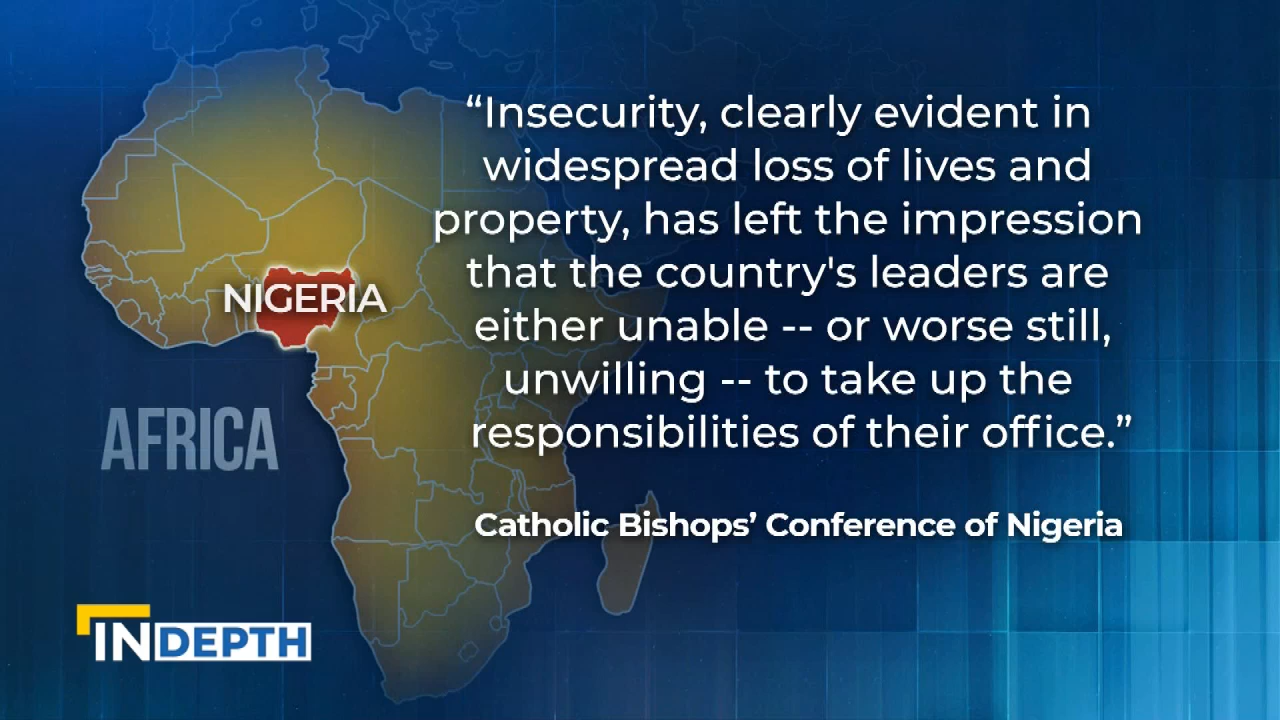 “Insecurity, clearly evident in
widespread loss of lives and
property, has left the impression
that the country's leaders are
either unable -- or worse still,
unwilling -- to take up the
responsibilities of their office.”
Catholic Bishops’ Conference of Nigeria
NIGERIA
AFRICA
INDEPTH